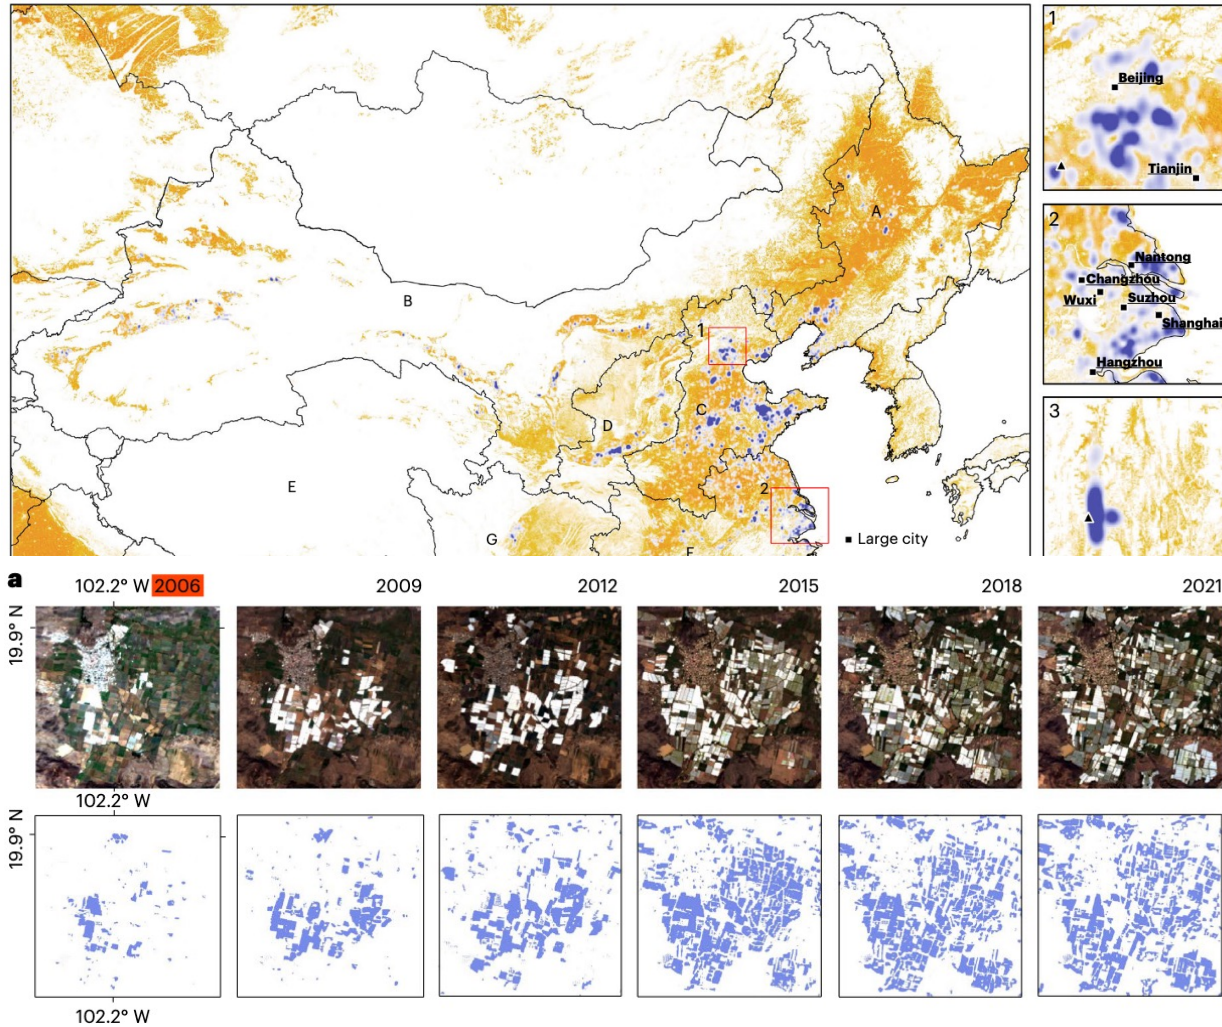 A
B
1
C
D
E
2
G
F
■ Large city
1
Beijing
Tianjin
2
Nantong
Changzhou
Wuxi
Suzhou
Shanghai
Hangzhou
3
a
102.2° W 2006
2009
2012
2015
2018
2021
19.9° N
102.2° W
19.9° N
102.2° W